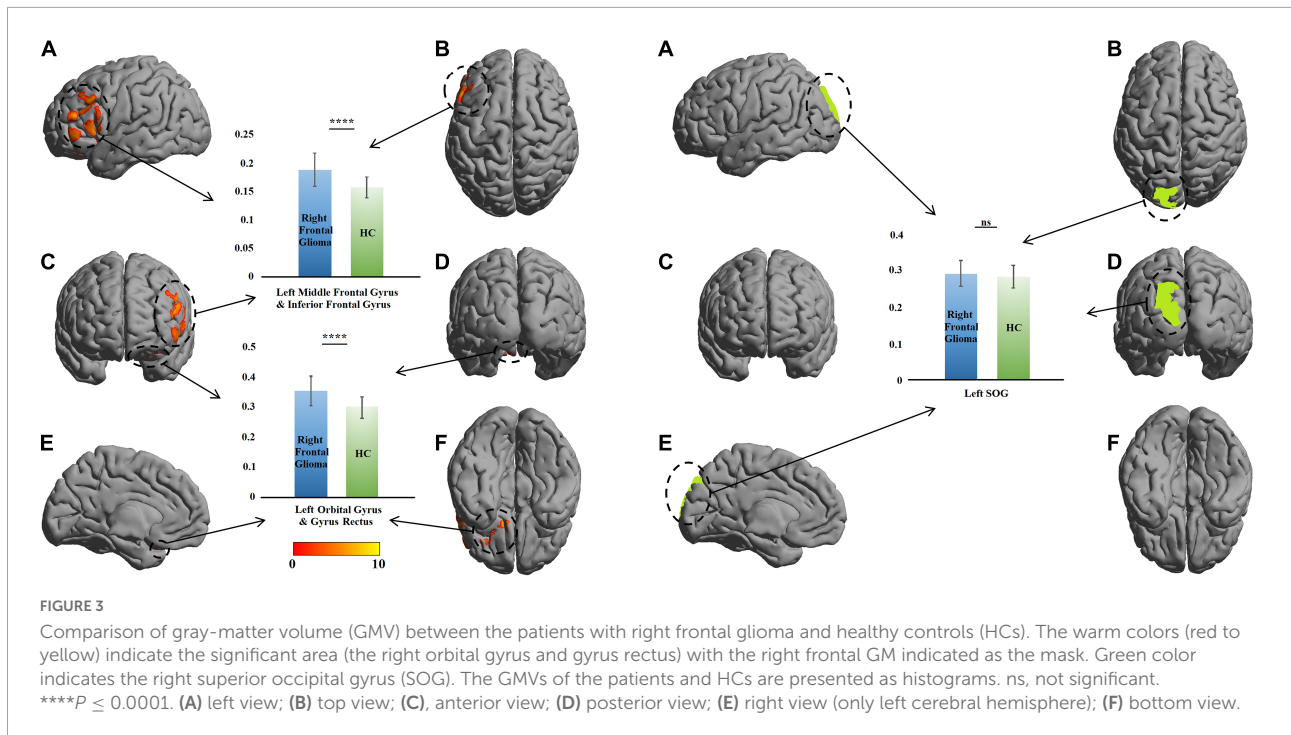 A
B
0.25
0.2
0.15
0.1
0.05
0
****
Right
Frontal
Glioma
HC
Left Middle Frontal Gyrus
& Inferior Frontal Gyrus
C
D
0.5
0.4
0.3
0.2
0.1
0
****
Right
Frontal
Glioma
HC
Left Orbital Gyrus
& Gyrus Rectus
E
F
0
10
A
B
C
D
0.4
0.3
0.2
0.1
0
ns
Right
Frontal
Glioma
HC
Left SOG
E
F
FIGURE 3
Comparison of gray-matter volume (GMV) between the patients with right frontal glioma and healthy controls (HCs). The warm colors (red to
yellow) indicate the significant area (the right orbital gyrus and gyrus rectus) with the right frontal GM indicated as the mask. Green color
indicates the right superior occipital gyrus (SOG). The GMVs of the patients and HCs are presented as histograms. ns, not significant.
****P ≤ 0.0001. (A) left view; (B) top view; (C), anterior view; (D) posterior view; (E) right view (only left cerebral hemisphere); (F) bottom view.